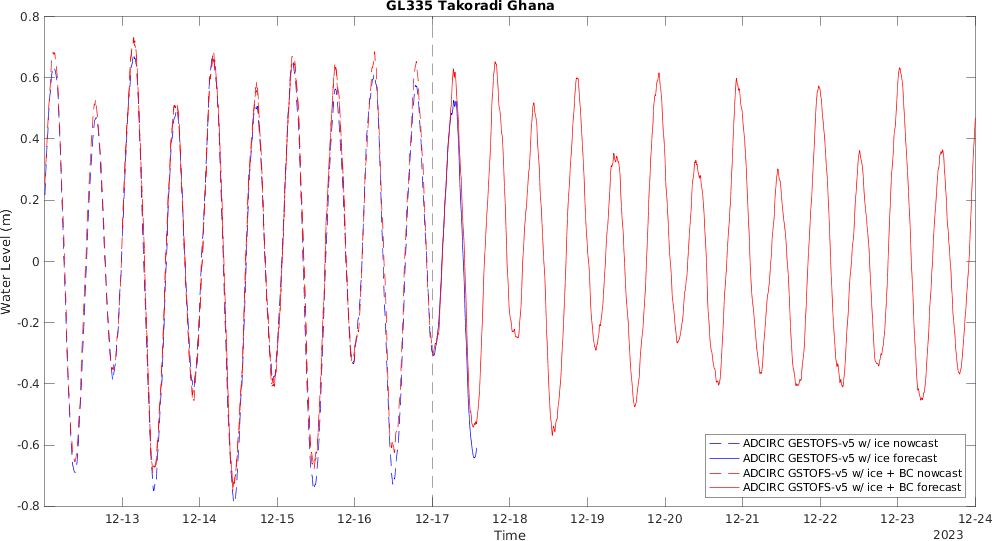 GL335 Takoradi Ghana
0.8
0.6
0.4
0.2
0
-0.2
-0.4
-0.6
-0.8
Water Level (m)
12-13 12-14 12-15 12-16 12-17 12-18 12-19 12-20 12-21 12-22 12-23 12-24
Time
2023
ADCIRC GESTOFS-v5 w/ ice nowcast
ADCIRC GESTOFS-v5 w/ ice forecast
ADCIRC GSTOFS-v5 w/ ice + BC nowcast
ADCIRC GSTOFS-v5 w/ ice + BC forecast